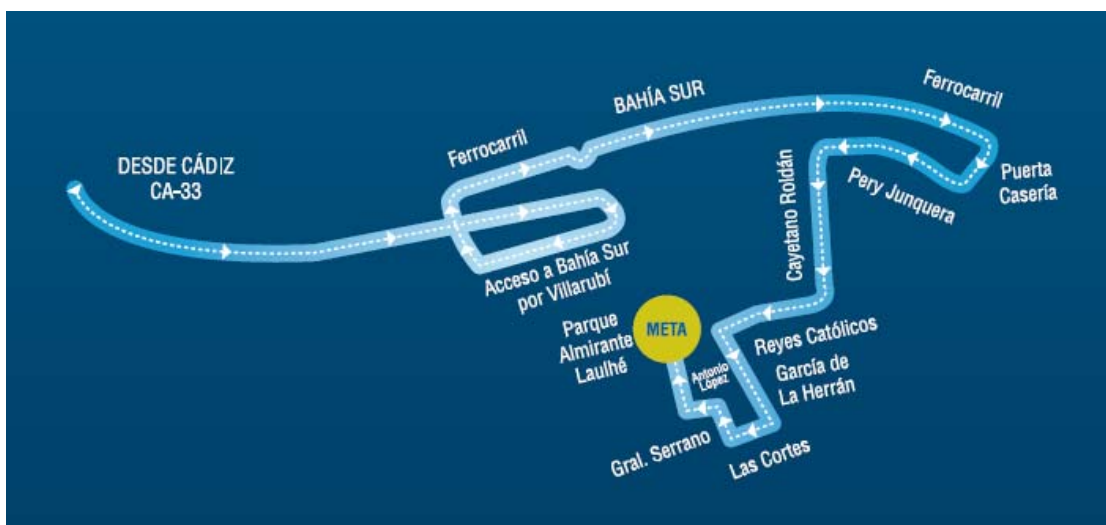 DESDE CÁDIZ
CA-33
Ferrocarril
BAHÍA SUR
Ferrocarril
Puerta
Casería
Pery Junquera
Cayetano Roldán
Acceso a Bahía Sur
por Villarubí
Parque
Almirante
Laulhé
META
Reyes Católicos
García de
La Herrán
Antonio
López
Gral. Serrano
Las Cortes